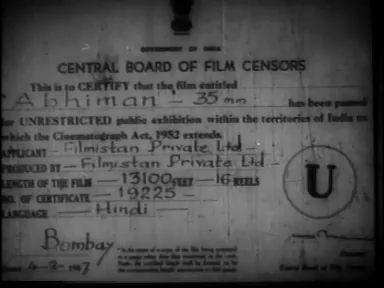 GOVERNMENT OF INDIA
CENTRAL BOARD OF FILM CENSORS
This is to CERTIFY that the film entitled
"Abhiman" - 35 mm
has been passed
for UNRESTRICTED public exhibition within the territories of India to
which the Cinematograph Act, 1952 extends.
APPLICANT - Filmistan Private Ltd -
PRODUCED BY - Filmistan Private Ltd -
LENGTH OF THE FILM - 13100 FEET - 16 REELS
NO. OF CERTIFICATE - 19225 -
LANGUAGE - Hindi -
U
Bombay